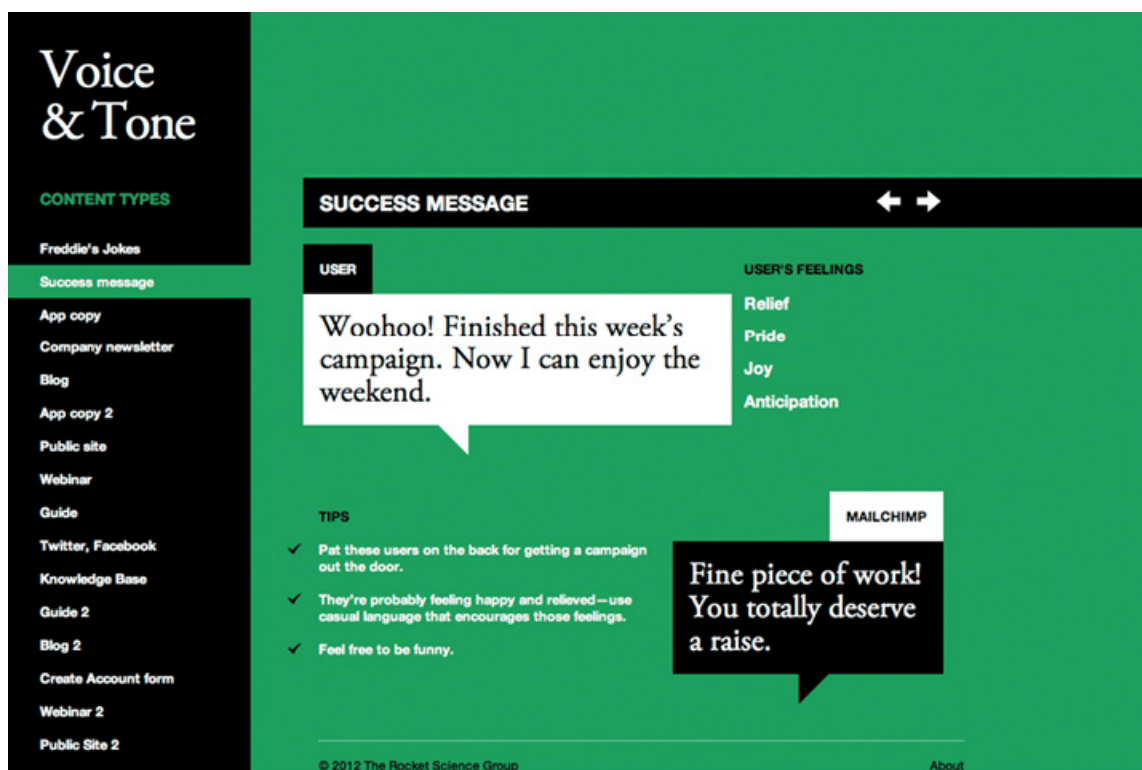 Voice
& Tone
CONTENT TYPES
Freddie's Jokes
Success message
App copy
Company newsletter
Blog
App copy 2
Public site
Webinar
Guide
Twitter, Facebook
Knowledge Base
Guide 2
Blog 2
Create Account form
Webinar 2
Public Site 2
SUCCESS MESSAGE
USER
Woohoo! Finished this week's
campaign. Now I can enjoy the
weekend.
USER'S FEELINGS
Relief
Pride
Joy
Anticipation
TIPS
Pat these users on the back for getting a campaign
out the door.
They're probably feeling happy and relieved—use
casual language that encourages those feelings.
Feel free to be funny.
MAILCHIMP
Fine piece of work!
You totally deserve
a raise.
© 2012 The Rocket Science Group
About